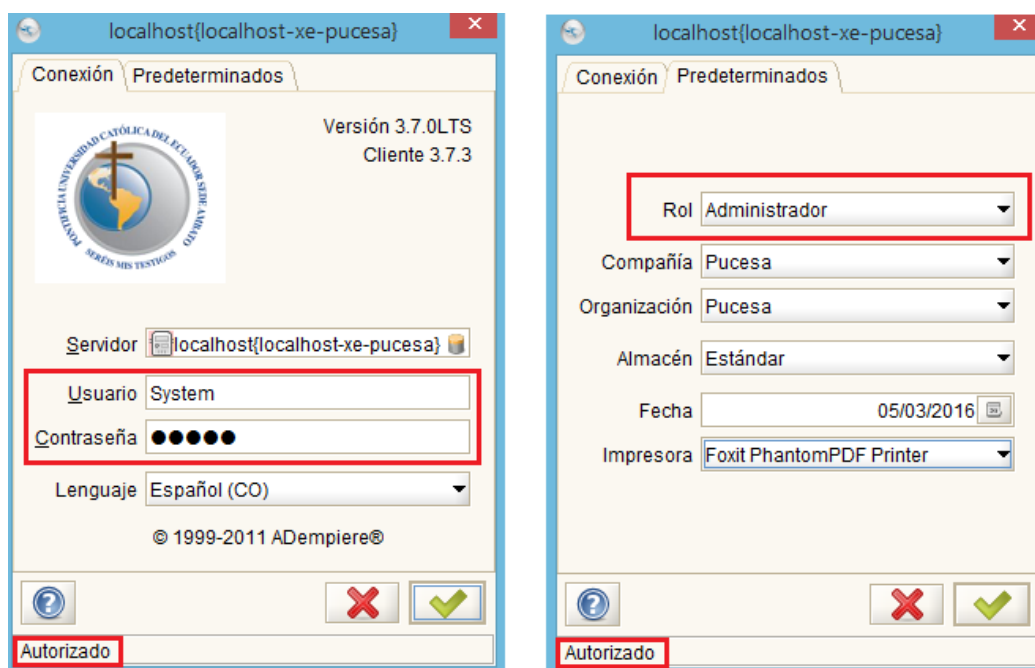 localhost{localhost-xe-pucesa}
Conexión
Predeterminados
PONTIFICIA UNIVERSIDAD CATÓLICA DEL ECUADOR SEDE AMBATO
SERÉIS MIS TESTIGOS
Versión 3.7.0LTS
Cliente 3.7.3
Servidor localhost{localhost-xe-pucesa}
Usuario System
Contraseña ●●●●●
Lenguaje Español (CO)
© 1999-2011 ADempiere®
Autorizado
localhost{localhost-xe-pucesa}
Conexión
Predeterminados
Rol Administrador
Compañía Pucesa
Organización Pucesa
Almacén Estándar
Fecha 05/03/2016
Impresora Foxit PhantomPDF Printer
Autorizado